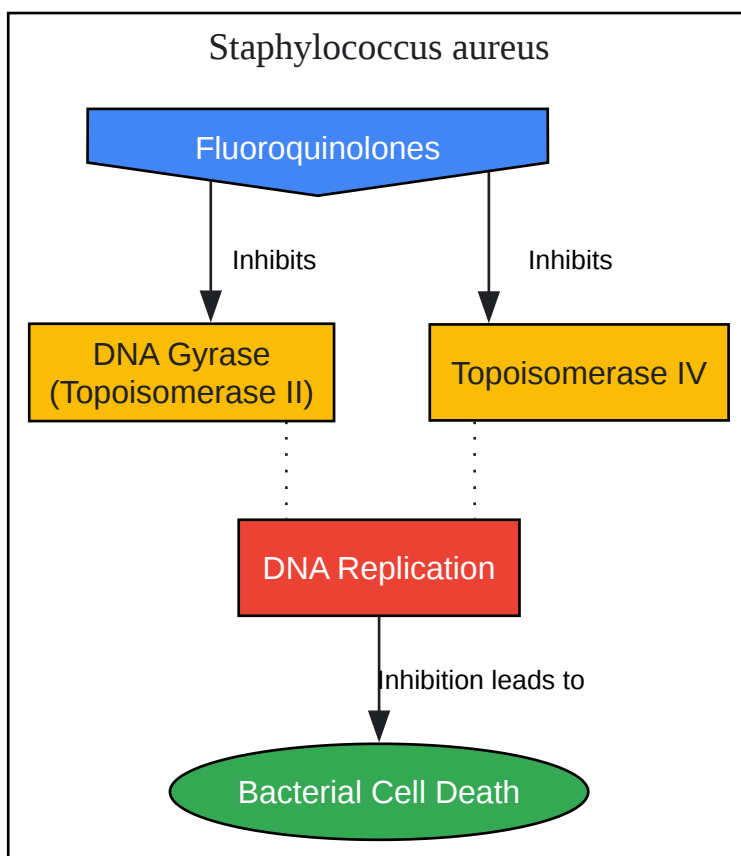 Staphylococcus aureus
Fluoroquinolones
Inhibits
Inhibits
DNA Gyrase
(Topoisomerase II)
Topoisomerase IV
DNA Replication
Inhibition leads to
Bacterial Cell Death